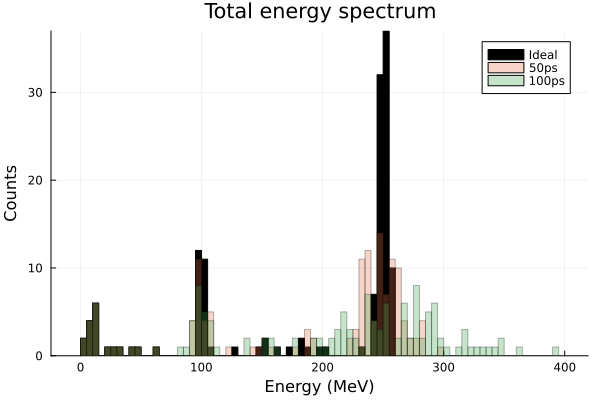 Total energy spectrum
Ideal
50ps
100ps
30
20
10
0
Counts
0 100 200 300 400
Energy (MeV)